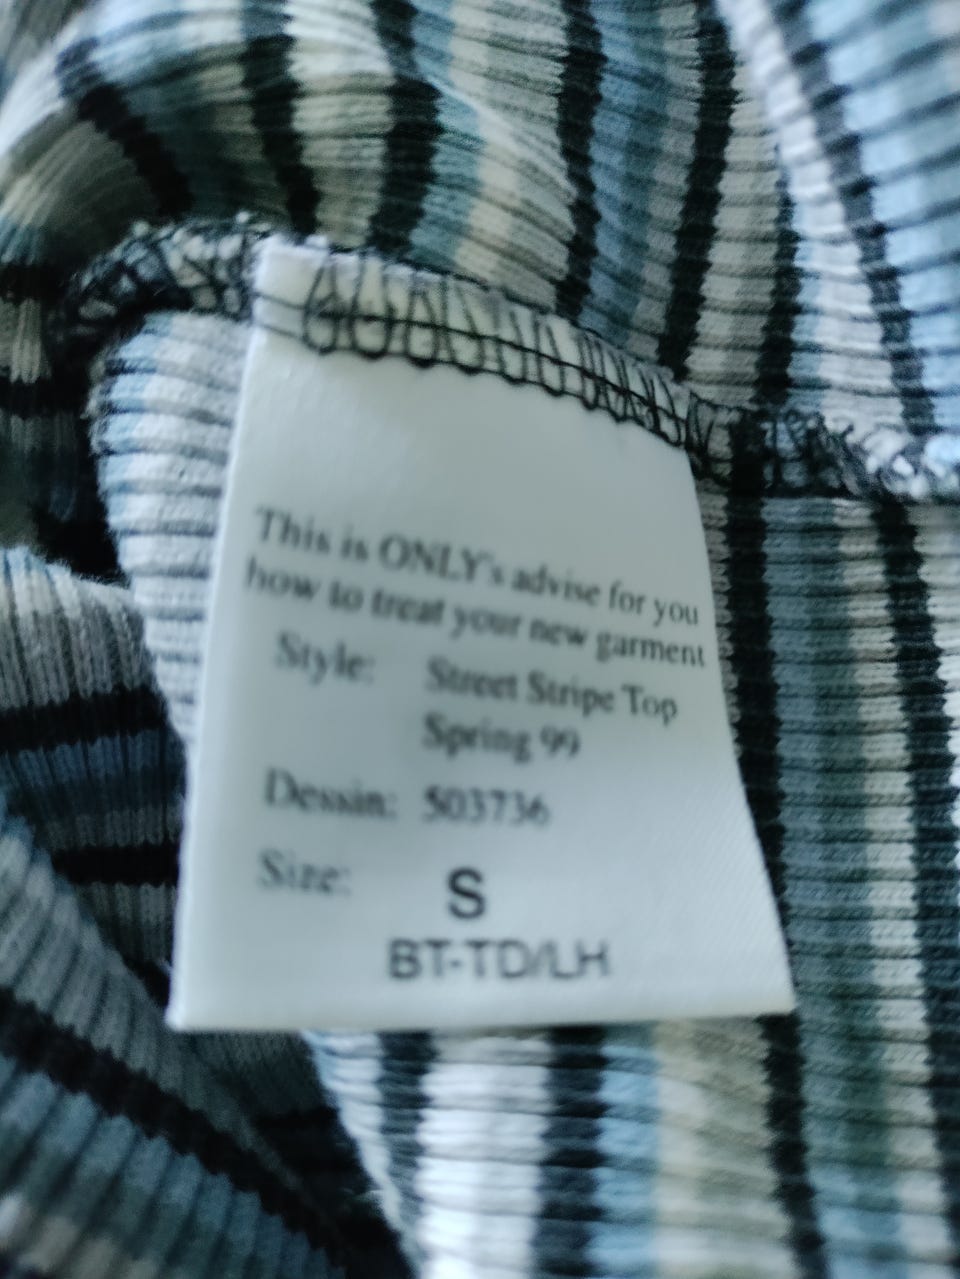 This is ONLY's advise for you
how to treat your new garment
Style: Street Stripe Top
Spring 99
Dessin: 503736
Size: S
BT-TD/LH